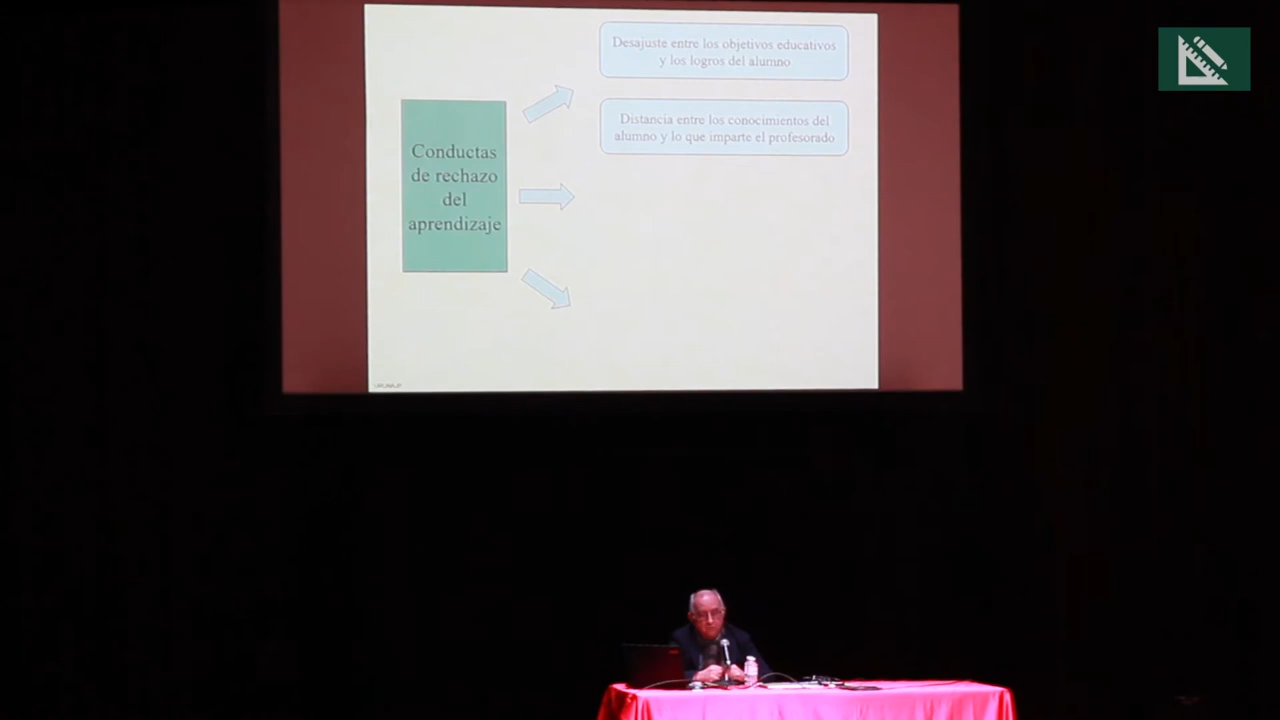 Desajuste entre los objetivos educativos
y los logros del alumno
Distancia entre los conocimientos del
alumno y lo que imparte el profesorado
Conductas
de rechazo
del
aprendizaje